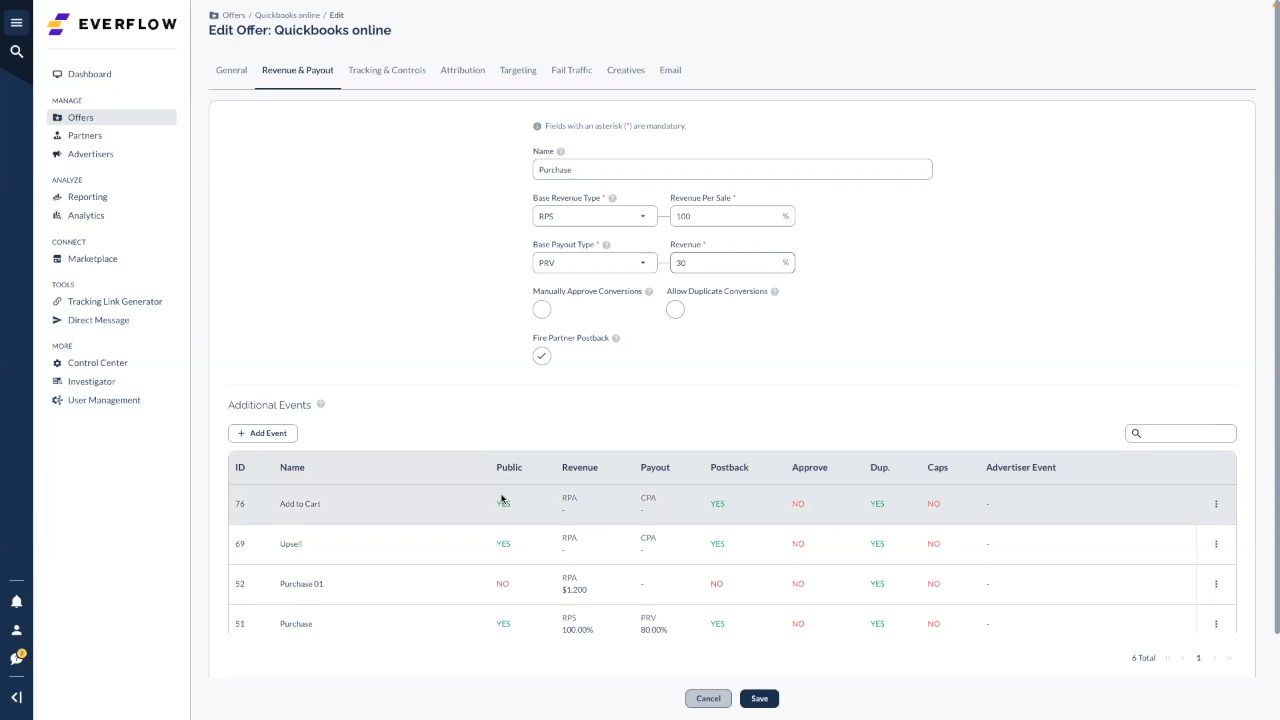 EVERFLOW
Dashboard
MANAGE
Offers
Partners
Advertisers
ANALYZE
Reporting
Analytics
CONNECT
Marketplace
TOOLS
Tracking Link Generator
Direct Message
MORE
Control Center
Investigator
User Management
Offers / Quickbooks online / Edit
Edit Offer: Quickbooks online
General Revenue & Payout Tracking & Controls Attribution Targeting Fail Traffic Creatives Email
Fields with an asterisk (*) are mandatory.
Name
Purchase
Base Revenue Type * Revenue Per Sale *
RPS 100 %
Base Payout Type * Revenue *
PRV 30 %
Manually Approve Conversions Allow Duplicate Conversions
Fire Partner Postback
Additional Events
+ Add Event
ID Name Public Revenue Payout Postback Approve Dup. Caps Advertiser Event
76 Add to Cart YES RPA - CPA - YES NO YES NO -
69 Upsell YES RPA - CPA - YES NO YES NO -
52 Purchase 01 NO RPA $1.200 - NO NO YES NO -
51 Purchase YES RPS 100.00% PRV 80.00% YES NO YES NO -
6 Total 1
Cancel Save